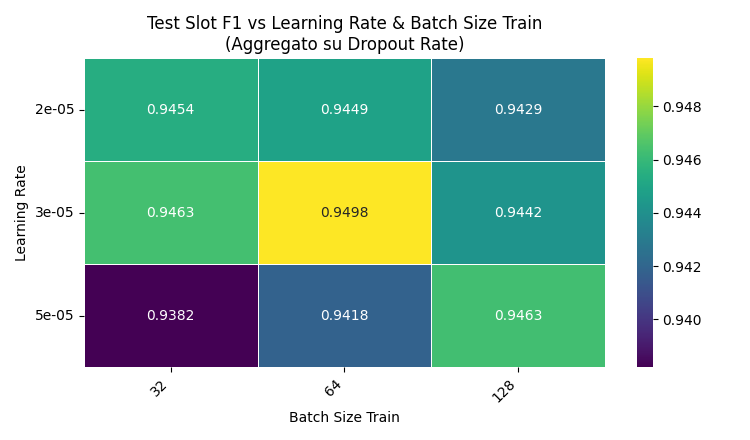 Test Slot F1 vs Learning Rate & Batch Size Train
(Aggregato su Dropout Rate)
Learning Rate
2e-05
0.9454
0.9449
0.9429
3e-05
0.9463
0.9498
0.9442
5e-05
0.9382
0.9418
0.9463
32
64
128
Batch Size Train
0.948
0.946
0.944
0.942
0.940